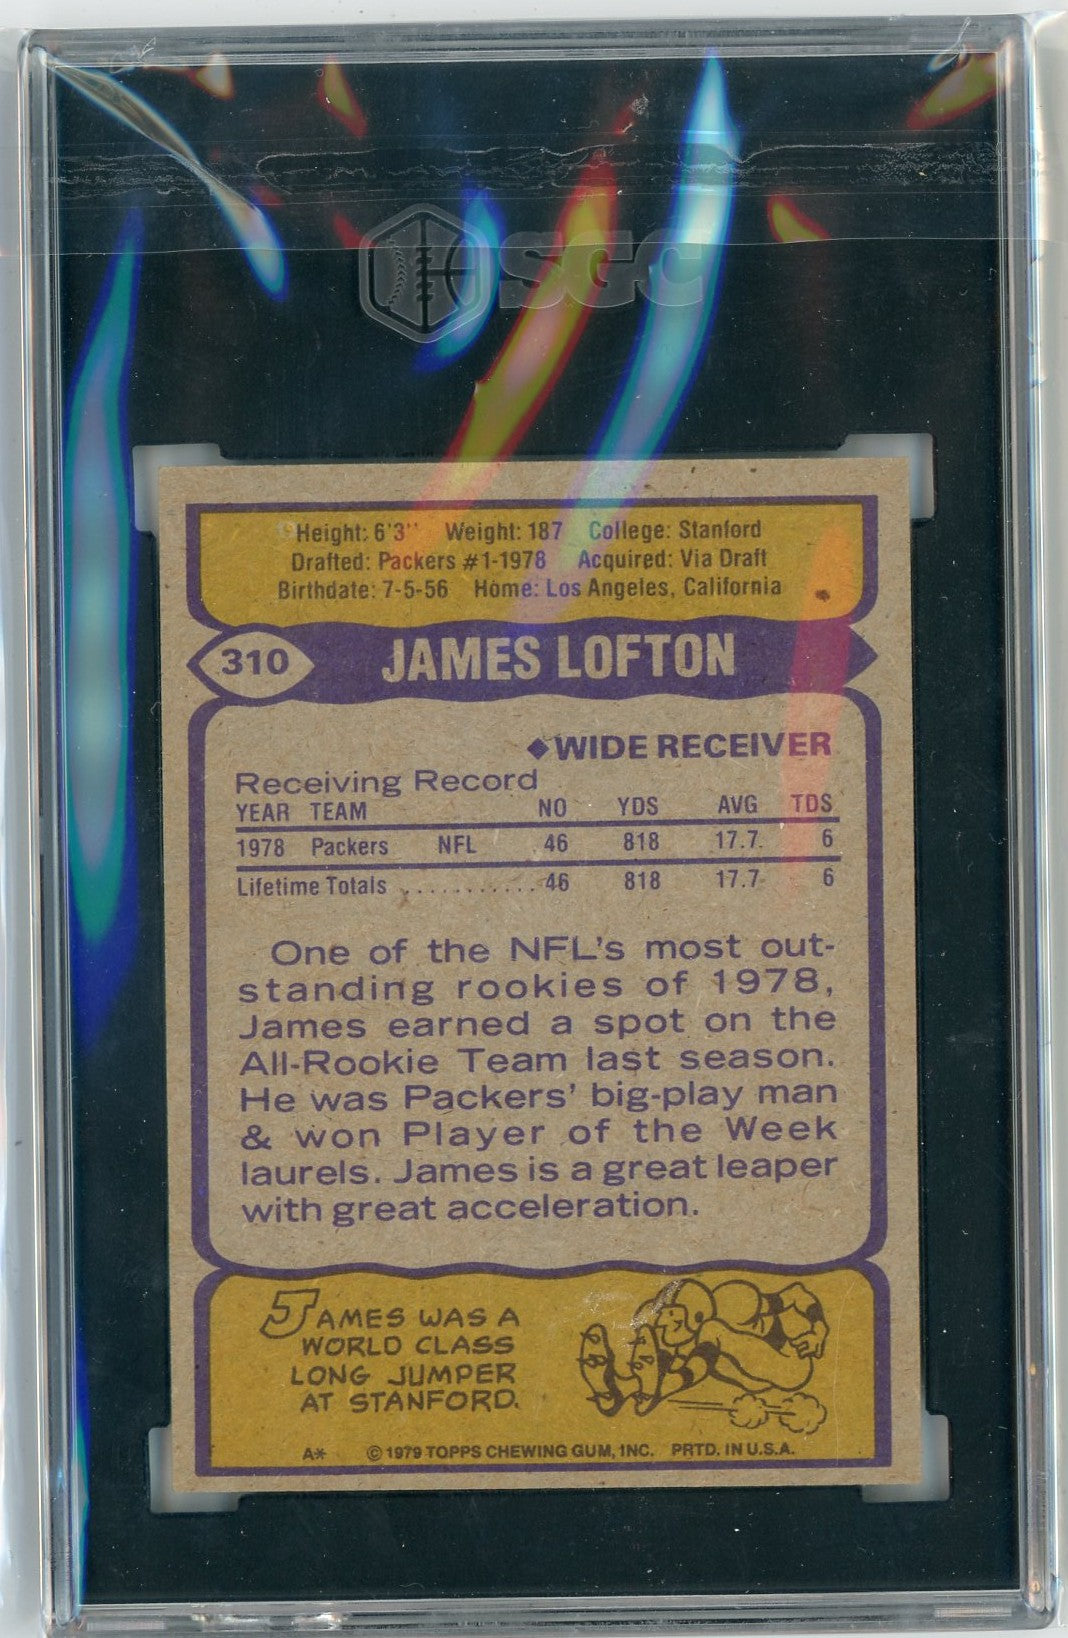 SGC
Height: 6'3" Weight: 187 College: Stanford
Drafted: Packers #1-1978 Acquired: Via Draft
Birthdate: 7-5-56 Home: Los Angeles, California
310 JAMES LOFTON
◆WIDE RECEIVER
Receiving Record
YEAR TEAM NO YDS AVG TDS
1978 Packers NFL 46 818 17.7 6
Lifetime Totals ............ 46 818 17.7 6
One of the NFL's most out-
standing rookies of 1978,
James earned a spot on the
All-Rookie Team last season.
He was Packers' big-play man
& won Player of the Week
laurels. James is a great leaper
with great acceleration.
JAMES WAS A
WORLD CLASS
LONG JUMPER
AT STANFORD.
A* © 1979 TOPPS CHEWING GUM, INC. PRTD. IN U.S.A.